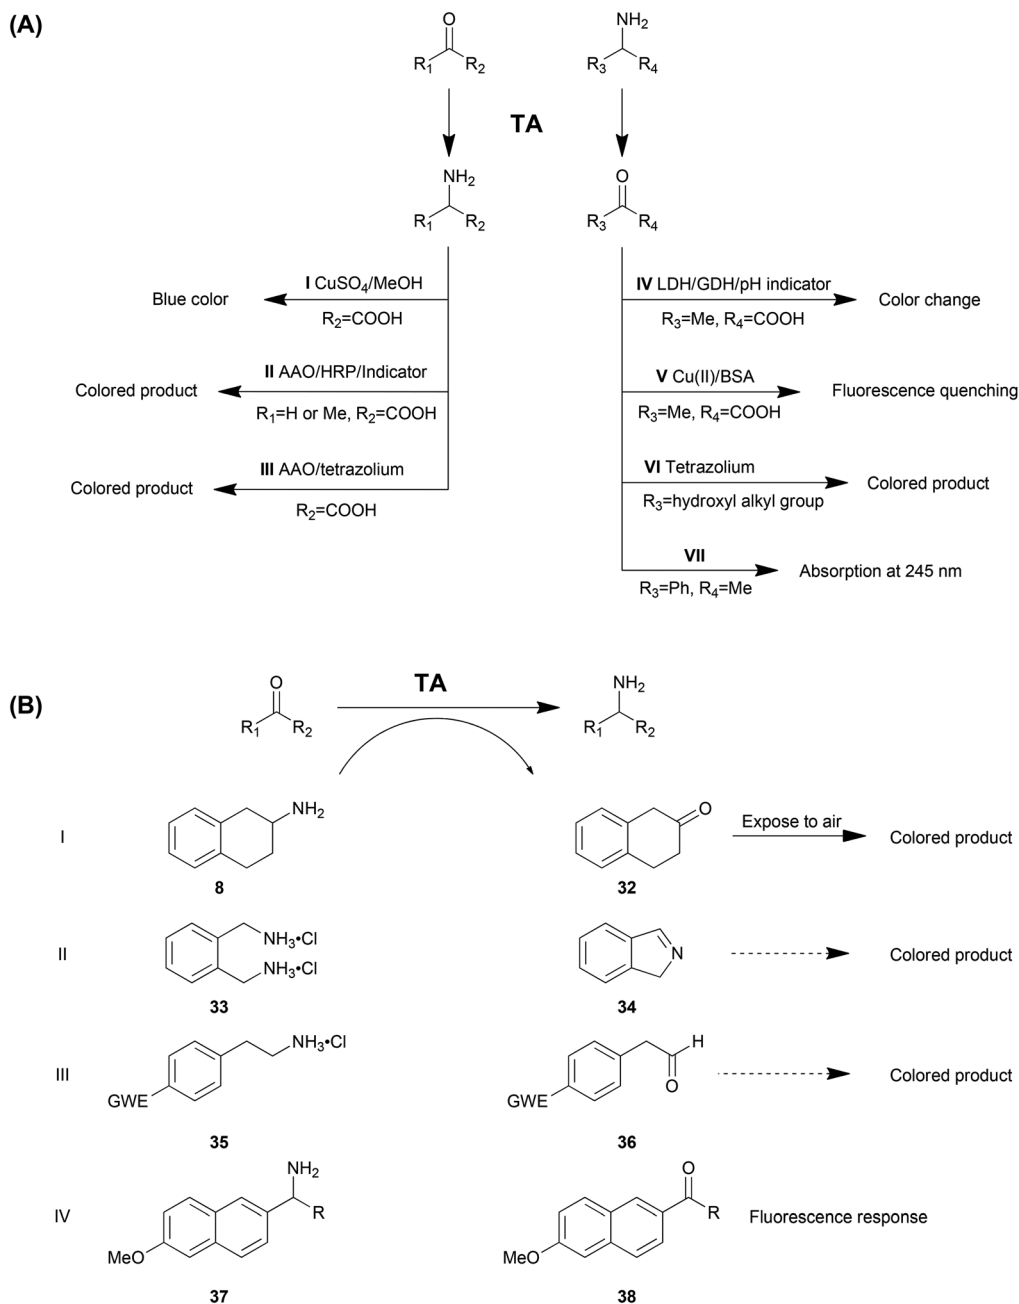 (A)
O
R1 R2
NH2
R3 R4
TA
NH2
R1 R2
O
R3 R4
I CuSO4/MeOH
Blue color
R2=COOH
II AAO/HRP/Indicator
Colored product
R1=H or Me, R2=COOH
III AAO/tetrazolium
Colored product
R2=COOH
IV LDH/GDH/pH indicator
Color change
R3=Me, R4=COOH
V Cu(II)/BSA
Fluorescence quenching
R3=Me, R4=COOH
VI Tetrazolium
Colored product
R3=hydroxyl alkyl group
VII
Absorption at 245 nm
R3=Ph, R4=Me
(B)
O
R1 R2
TA
NH2
R1 R2
I
NH2
8
O
32
Expose to air
Colored product
II
NH3•Cl
NH3•Cl
33
N
34
Colored product
III
NH3•Cl
GWE
35
H
O
GWE
36
Colored product
IV
NH2
R
MeO
37
O
R
MeO
38
Fluorescence response